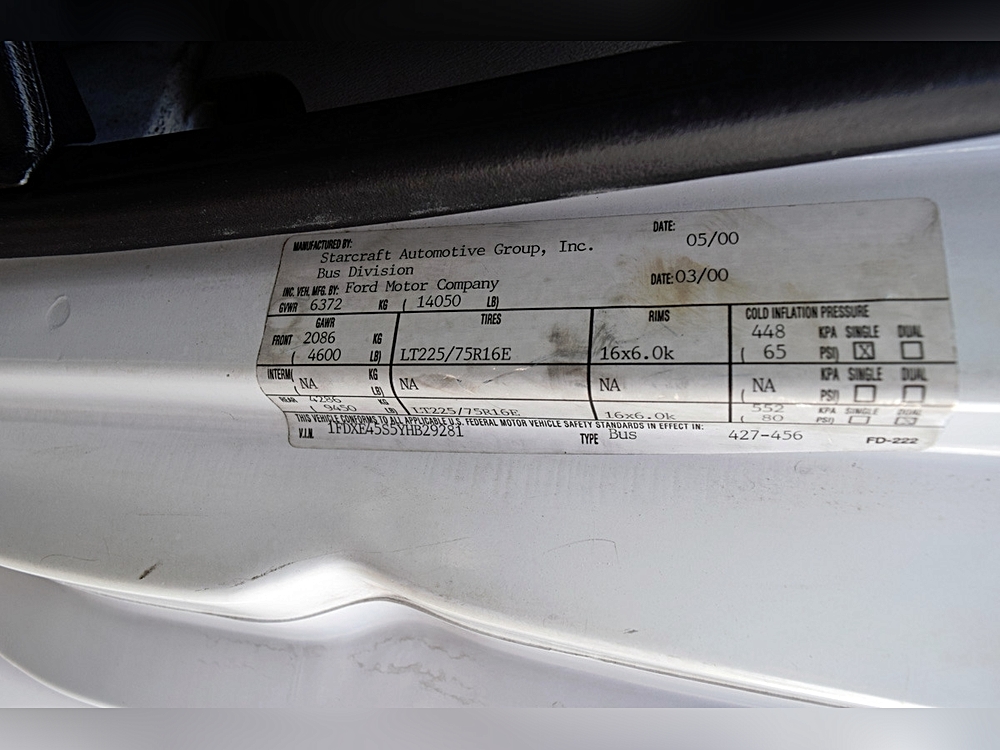 MANUFACTURED BY: DATE:
Starcraft Automotive Group, Inc. 05/00
Bus Division
INC. VEH. MFG. BY: Ford Motor Company DATE: 03/00
GVWR 6372 KG ( 14050 LB)
GAWR TIRES RIMS COLD INFLATION PRESSURE
FRONT 2086 KG 448 KPA SINGLE DUAL
( 4600 LB) LT225/75R16E 16x6.0k ( 65 PSI) X
INTERM( NA KG NA NA NA KPA SINGLE DUAL
LB) PSI)
REAR 4286 KG 552 KPA SINGLE DUAL
( 9450 LB) LT225/75R16E 16x6.0k 80 PSI)
THIS VEHICLE CONFORMS TO ALL APPLICABLE U.S. FEDERAL MOTOR VEHICLE SAFETY STANDARDS IN EFFECT IN:
V.I.N. 1FDXE45S5YHB29281 TYPE Bus 427-456 FD-222